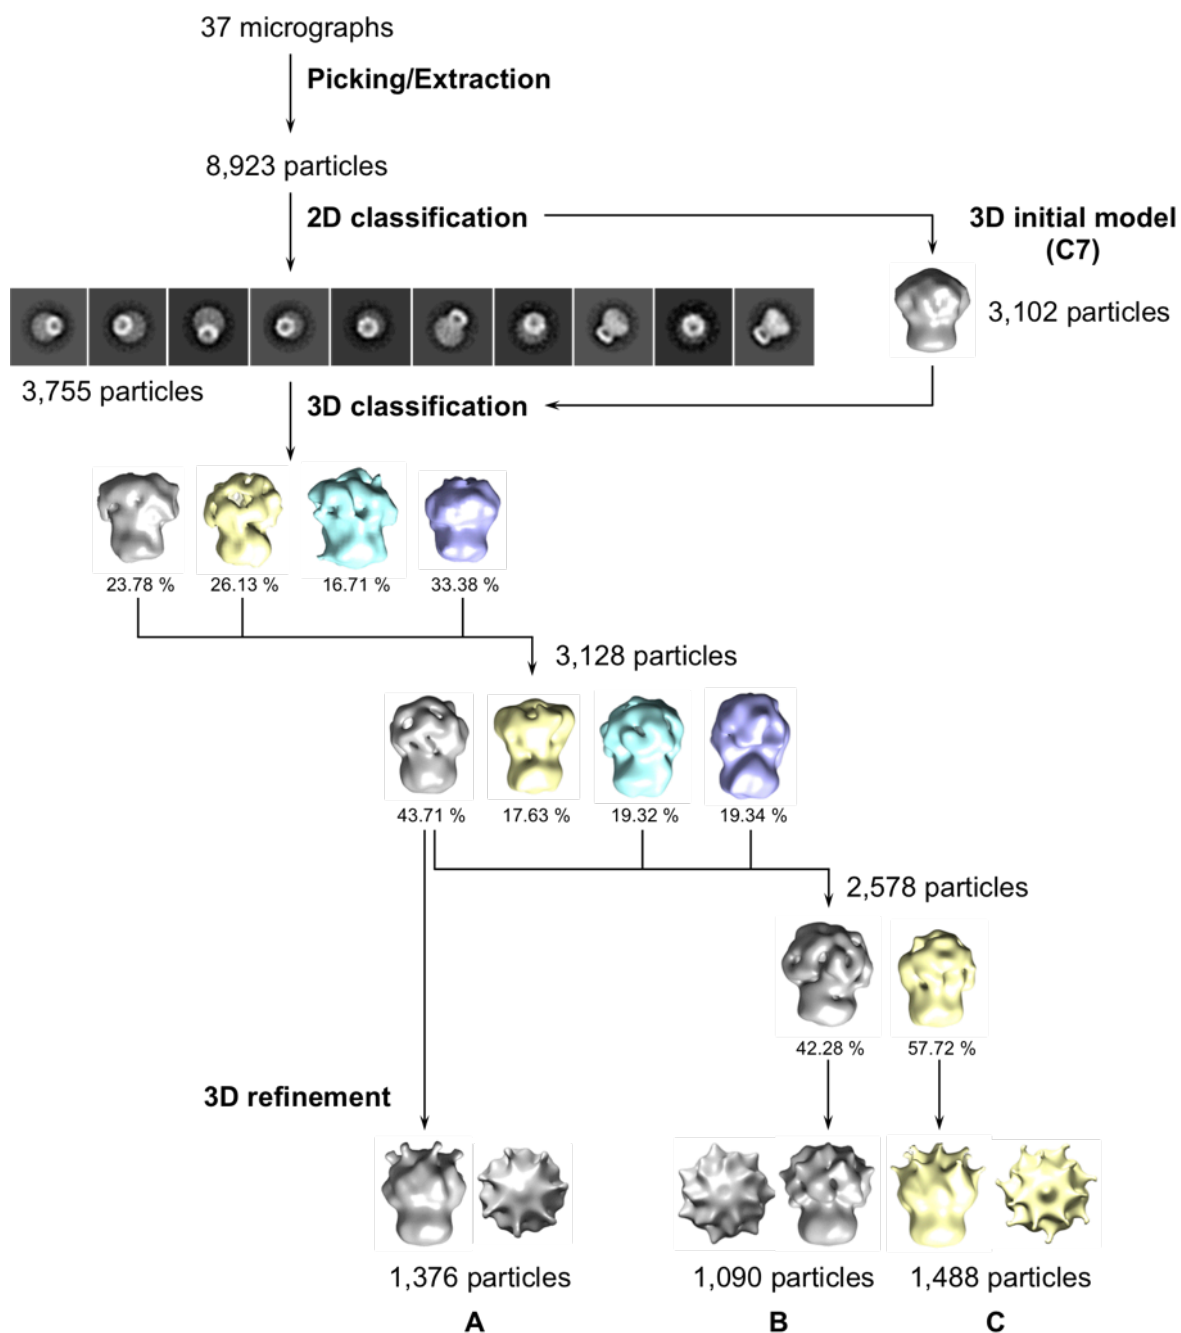 37 micrographs
Picking/Extraction
8,923 particles
2D classification
3D initial model
(C7)
3,102 particles
3,755 particles
3D classification
23.78 %
26.13 %
16.71 %
33.38 %
3,128 particles
43.71 %
17.63 %
19.32 %
19.34 %
2,578 particles
42.28 %
57.72 %
3D refinement
1,376 particles
1,090 particles
1,488 particles
A
B
C